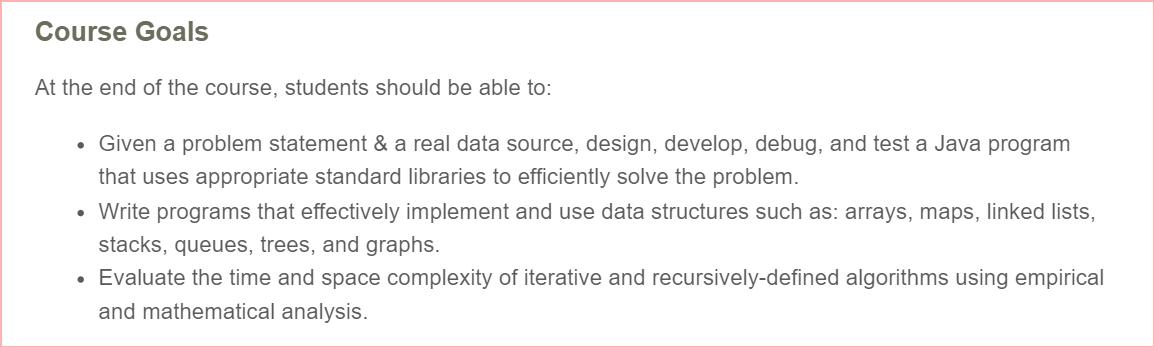 Course Goals
At the end of the course, students should be able to:
• Given a problem statement & a real data source, design, develop, debug, and test a Java program
that uses appropriate standard libraries to efficiently solve the problem.
• Write programs that effectively implement and use data structures such as: arrays, maps, linked lists,
stacks, queues, trees, and graphs.
• Evaluate the time and space complexity of iterative and recursively-defined algorithms using empirical
and mathematical analysis.